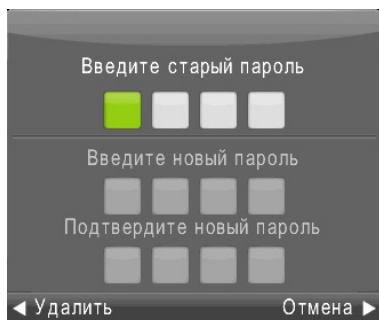 Введите старый пароль
Введите новый пароль
Подтвердите новый пароль
◀ Удалить Отмена ▶